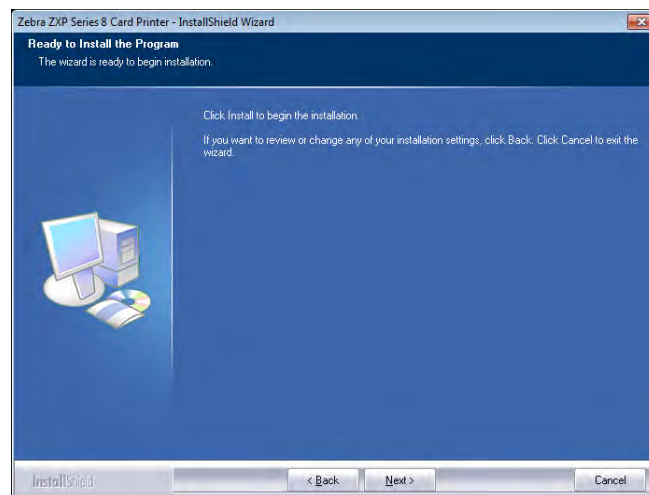 Zebra ZXP Series 8 Card Printer - InstallShield Wizard
Ready to Install the Program
The wizard is ready to begin installation.
Click Install to begin the installation.
If you want to review or change any of your installation settings, click Back. Click Cancel to exit the
wizard.
InstallShield
< Back
Next >
Cancel